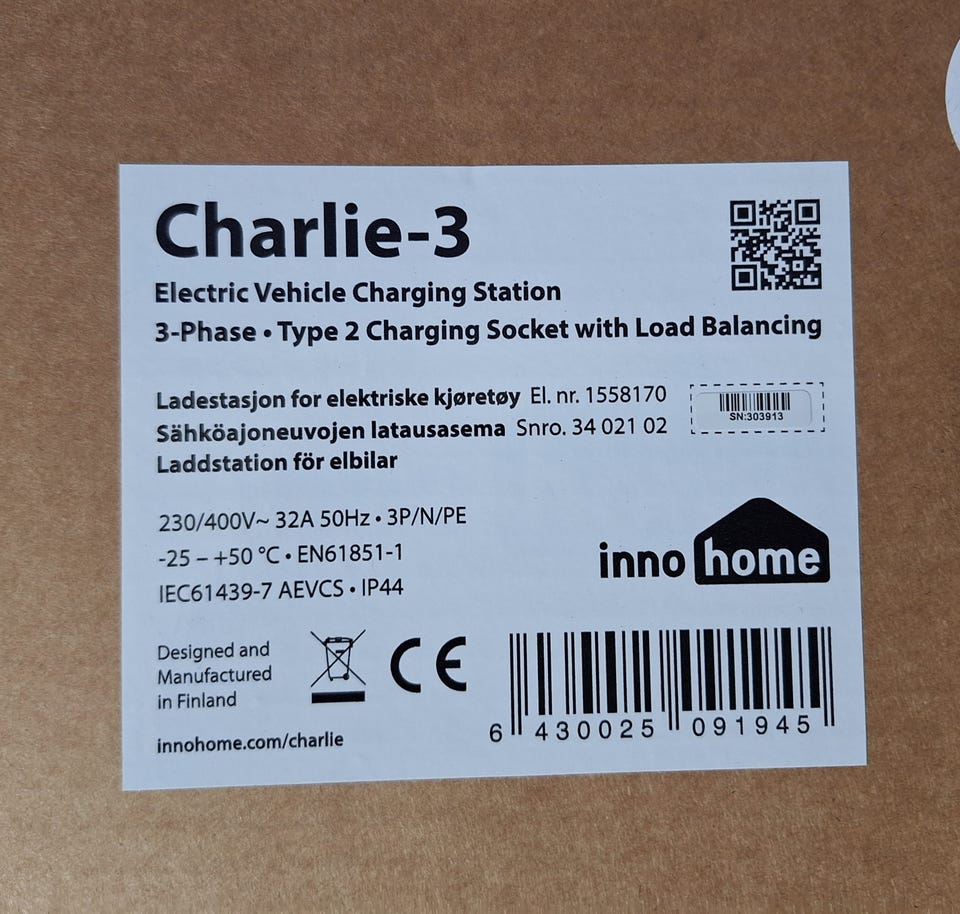 Charlie-3
Electric Vehicle Charging Station
3-Phase • Type 2 Charging Socket with Load Balancing
Ladestasjon for elektriske kjøretøy El. nr. 1558170
Sähköajoneuvojen latausasema Snro. 34 021 02
Laddstation för elbilar
SN:303913
230/400V~ 32A 50Hz • 3P/N/PE
-25 – +50 °C • EN61851-1
IEC61439-7 AEVCS • IP44
inno home
Designed and
Manufactured
in Finland
CE
innohome.com/charlie
6 430025 091945